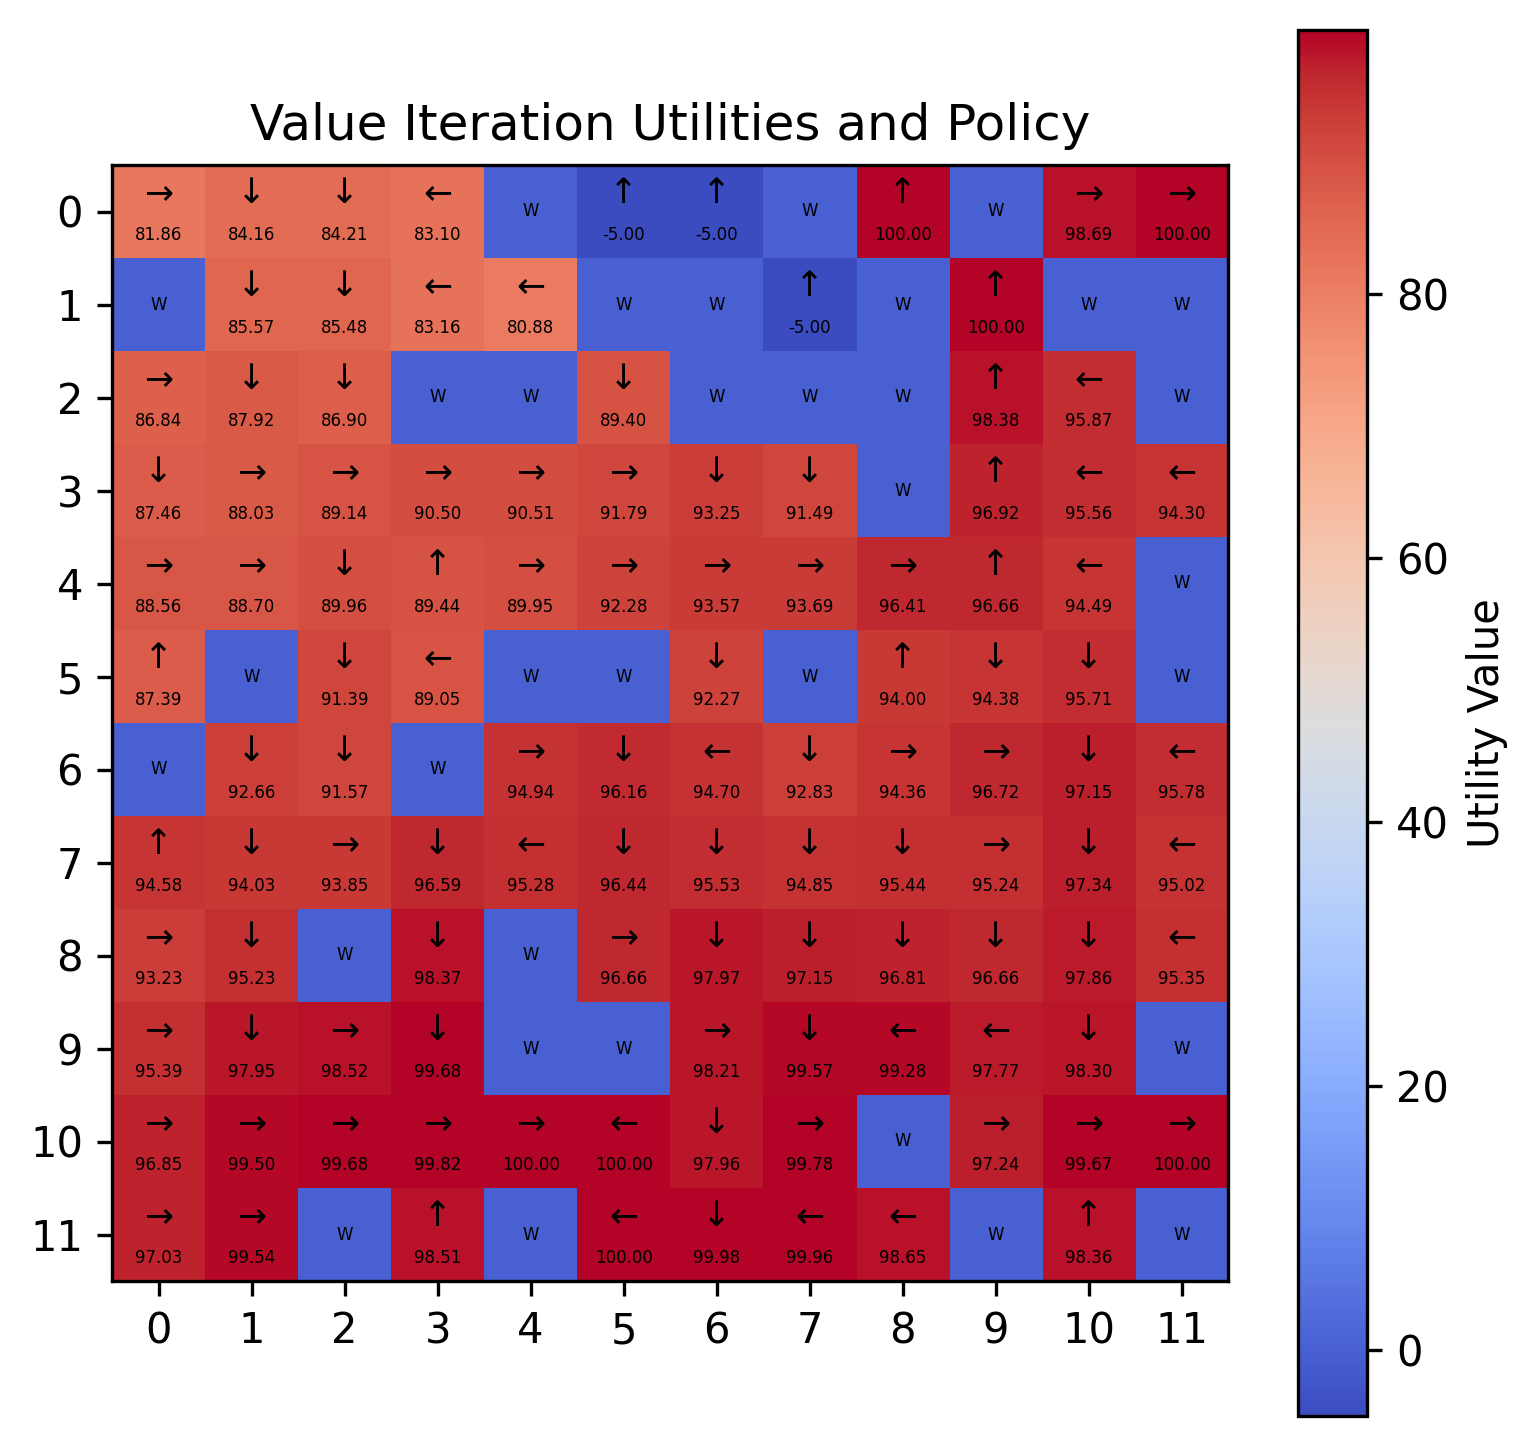 Value Iteration Utilities and Policy
0 → ↓ ↓ ← W ↑ ↑ W ↑ W → →
81.86 84.16 84.21 83.10 -5.00 -5.00 100.00 98.69 100.00
1 W ↓ ↓ ← ← W W ↑ W ↑ W W
85.57 85.48 83.16 80.88 -5.00 100.00
2 → ↓ ↓ W W ↓ W W W ↑ ← W
86.84 87.92 86.90 89.40 98.38 95.87
3 ↓ → → → → → ↓ ↓ W ↑ ← ←
87.46 88.03 89.14 90.50 90.51 91.79 93.25 91.49 96.92 95.56 94.30
4 → → ↓ ↑ → → → → → ↑ ← W
88.56 88.70 89.96 89.44 89.95 92.28 93.57 93.69 96.41 96.66 94.49
5 ↑ W ↓ ← W W ↓ W ↑ ↓ ↓ W
87.39 91.39 89.05 92.27 94.00 94.38 95.71
6 W ↓ ↓ W → ↓ ← ↓ → → ↓ ←
92.66 91.57 94.94 96.16 94.70 92.83 94.36 96.72 97.15 95.78
7 ↑ ↓ → ↓ ← ↓ ↓ ↓ ↓ → ↓ ←
94.58 94.03 93.85 96.59 95.28 96.44 95.53 94.85 95.44 95.24 97.34 95.02
8 → ↓ W ↓ W → ↓ ↓ ↓ ↓ ↓ ←
93.23 95.23 98.37 96.66 97.97 97.15 96.81 96.66 97.86 95.35
9 → ↓ → ↓ W W → ↓ ← ← ↓ W
95.39 97.95 98.52 99.68 98.21 99.57 99.28 97.77 98.30
10 → → → → → ← ↓ → W → → →
96.85 99.50 99.68 99.82 100.00 100.00 97.96 99.78 97.24 99.67 100.00
11 → → W ↑ W ← ↓ ← ← W ↑ W
97.03 99.54 98.51 100.00 99.98 99.96 98.65 98.36
0 1 2 3 4 5 6 7 8 9 10 11
80
60
40
20
0
Utility Value